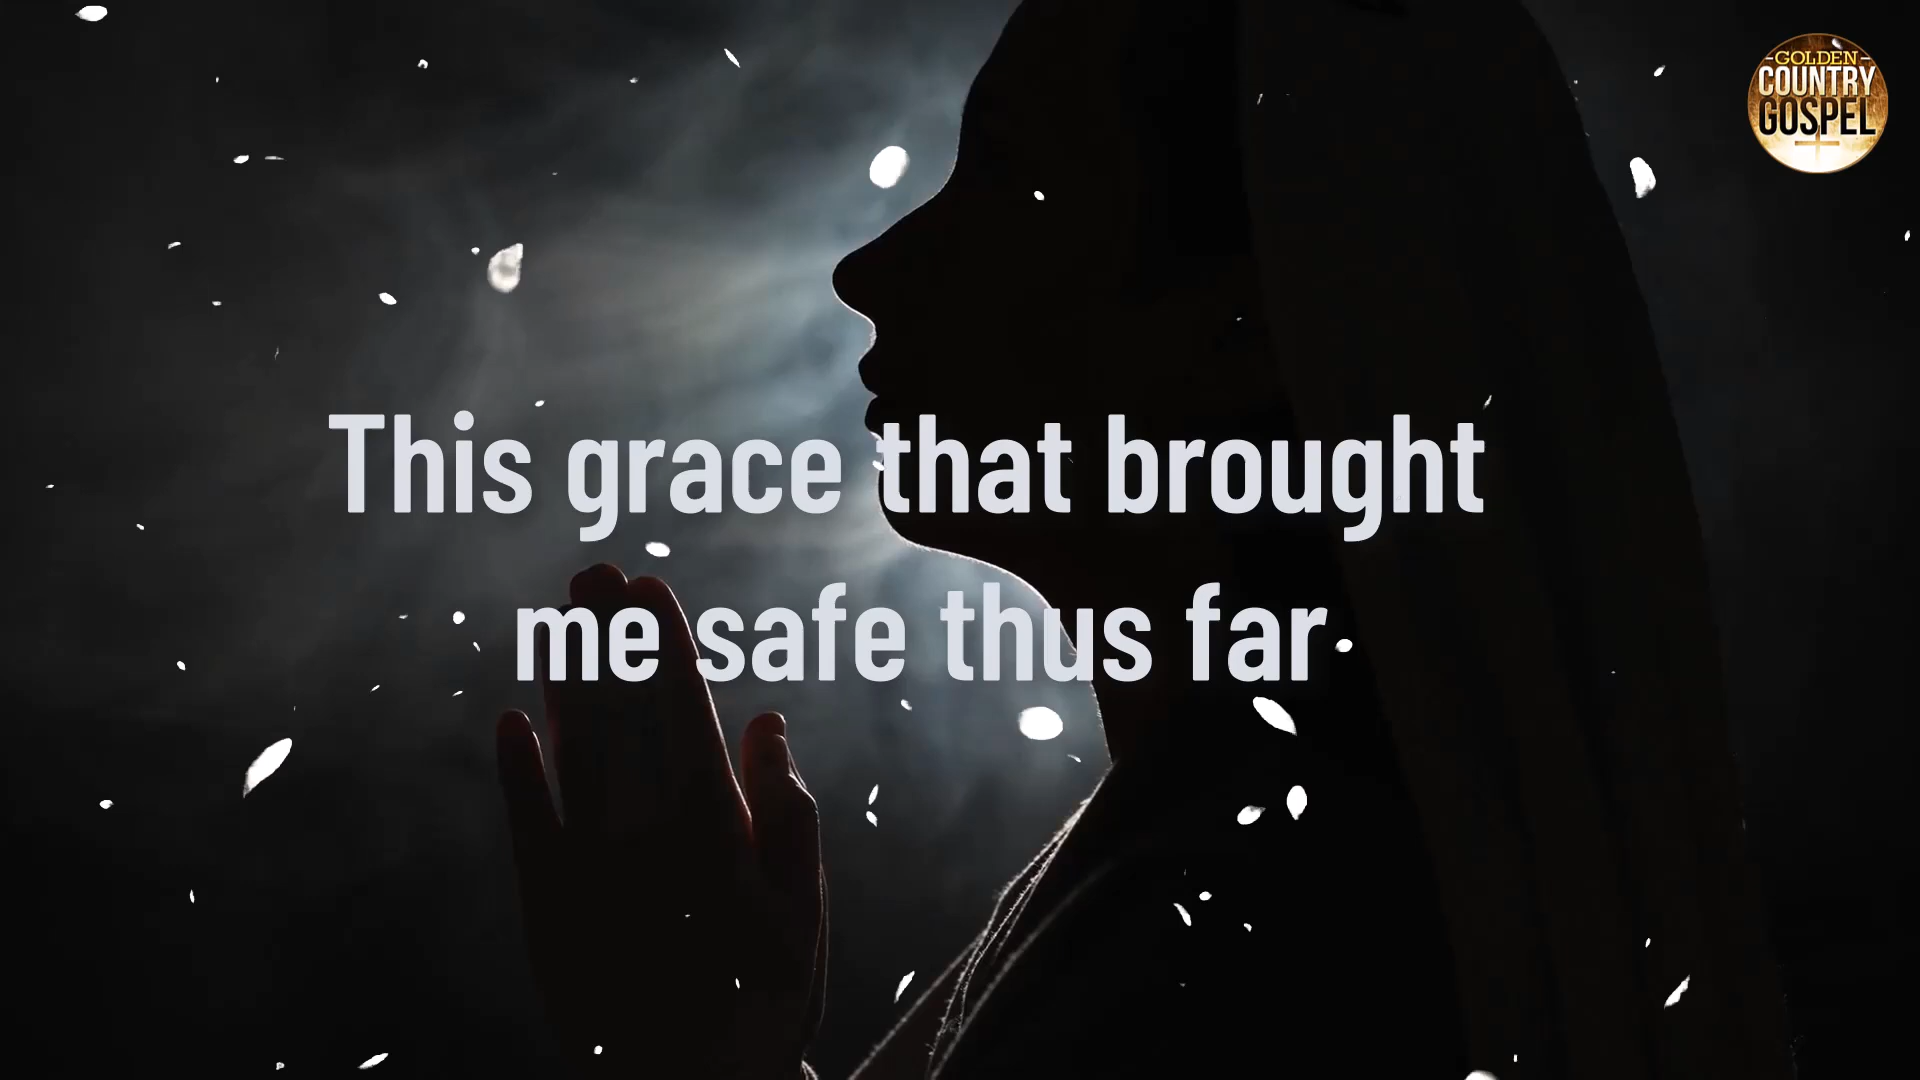 GOLDEN
COUNTRY
GOSPEL
This grace that brought
me safe thus far